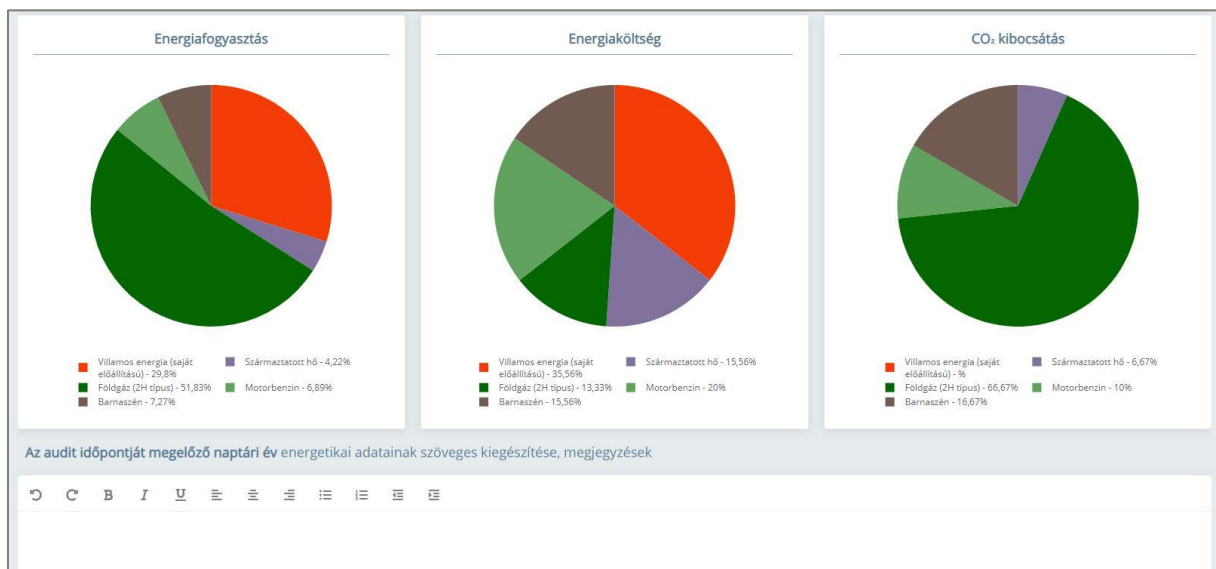 Energiafogyasztás
Villamos energia (saját
előállítású) - 29,8%
Származtatott hő - 4,22%
Földgáz (2H típus) - 51,83%
Motorbenzin - 6,89%
Barnaszén - 7,27%
Energiaköltség
Villamos energia (saját
előállítású) - 35,56%
Származtatott hő - 15,56%
Földgáz (2H típus) - 13,33%
Motorbenzin - 20%
Barnaszén - 15,56%
CO₂ kibocsátás
Villamos energia (saját
előállítású) - %
Származtatott hő - 6,67%
Földgáz (2H típus) - 66,67%
Motorbenzin - 10%
Barnaszén - 16,67%
Az audit időpontját megelőző naptári év energetikai adatainak szöveges kiegészítése, megjegyzések
B I U